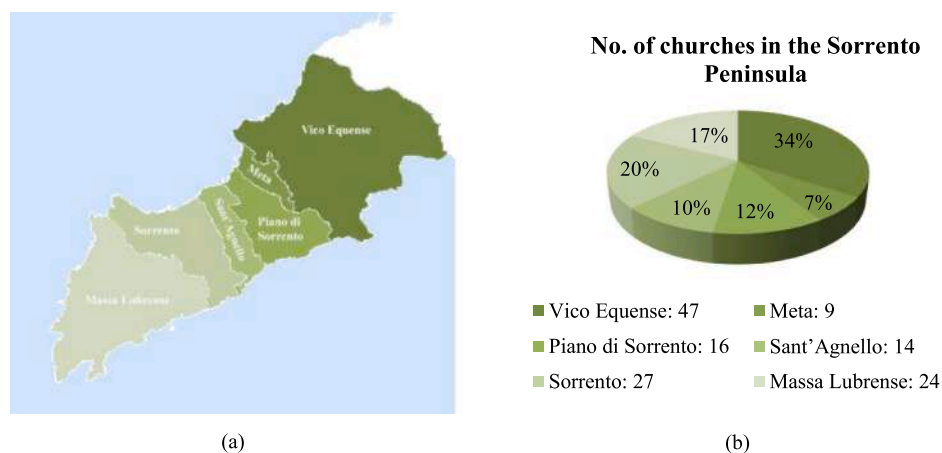 Vico Equense
Meta
Sant'Agnello
Piano di
Sorrento
Sorrento
Massa Lubrense
(a)
No. of churches in the Sorrento
Peninsula
17%
34%
20%
10%
12%
7%
Vico Equense: 47
Meta: 9
Piano di Sorrento: 16
Sant’Agnello: 14
Sorrento: 27
Massa Lubrense: 24
(b)